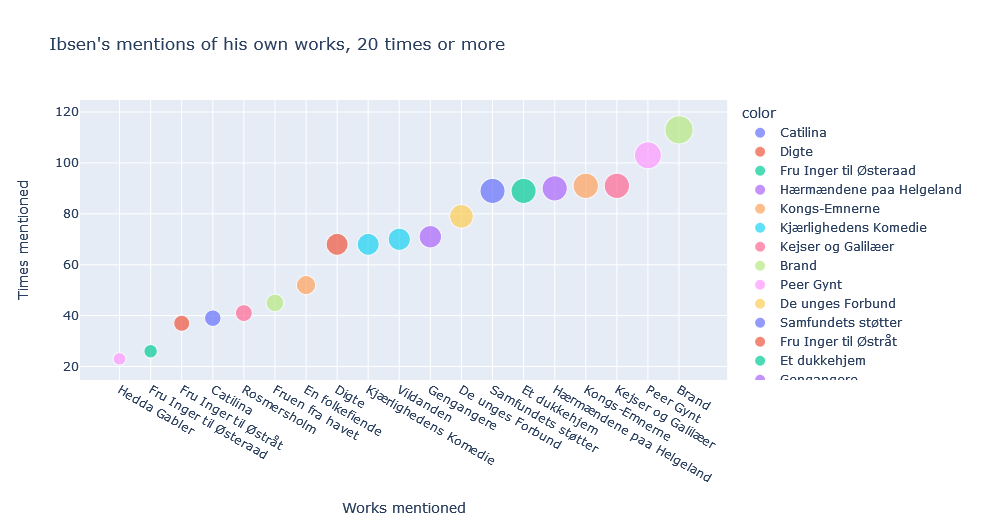 Ibsen's mentions of his own works, 20 times or more
Times mentioned
120
100
80
60
40
20
Hedda Gabler
Fru Inger til Østeraad
Fru Inger til Østråt
Catilina
Rosmersholm
Fruen fra havet
En folkefiende
Digte
Kjærlighedens Komedie
Vildanden
Gengangere
De unges Forbund
Samfundets støtter
Et dukkehjem
Hærmændene paa Helgeland
Kongs-Emnerne
Kejser og Galilæer
Peer Gynt
Brand
Works mentioned
color
Catilina
Digte
Fru Inger til Østeraad
Hærmændene paa Helgeland
Kongs-Emnerne
Kjærlighedens Komedie
Kejser og Galilæer
Brand
Peer Gynt
De unges Forbund
Samfundets støtter
Fru Inger til Østråt
Et dukkehjem
Gengangere